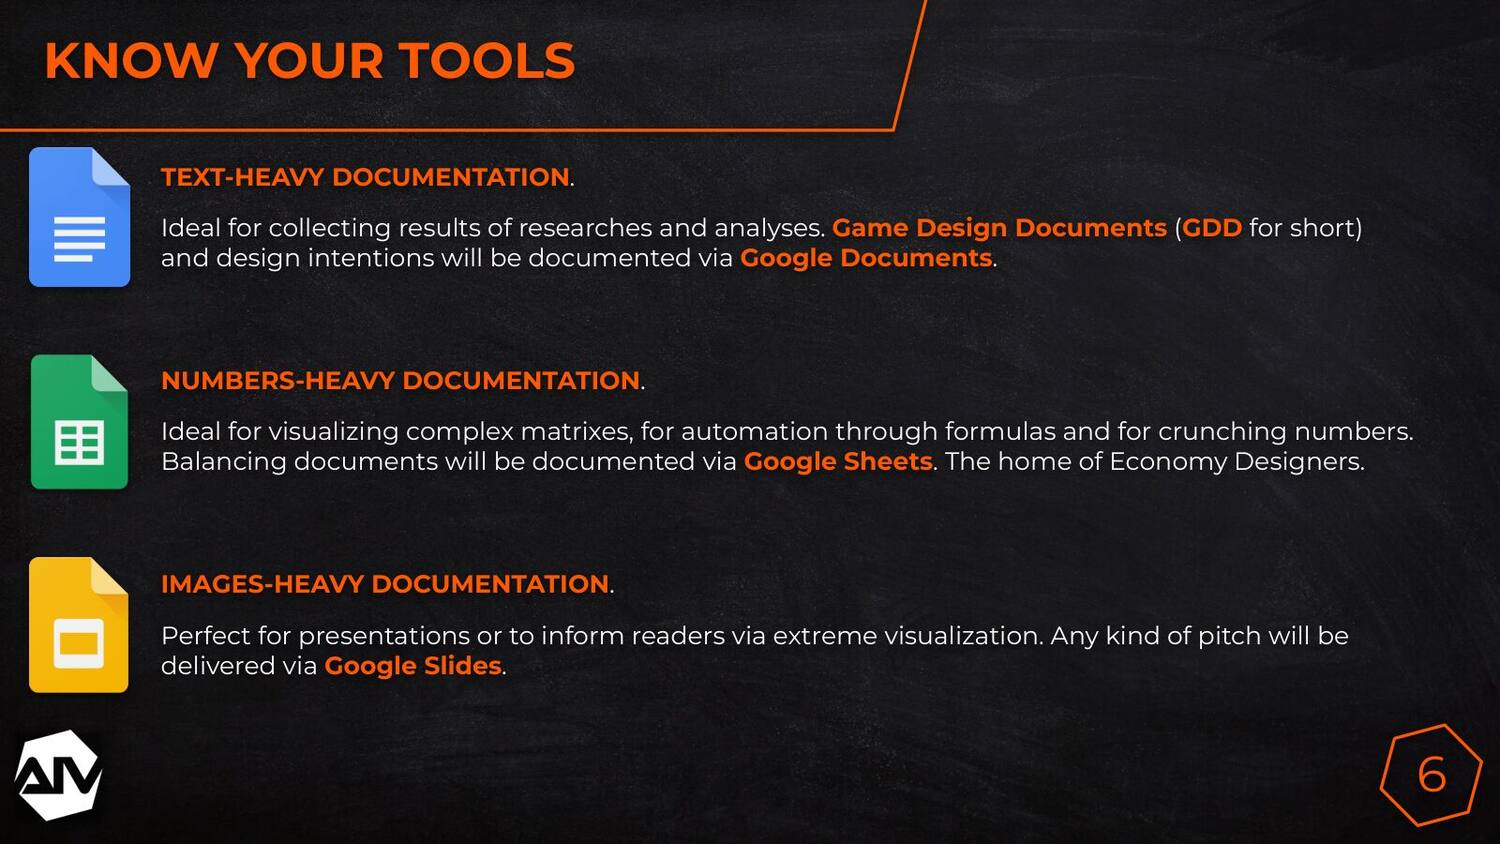 KNOW YOUR TOOLS
TEXT-HEAVY DOCUMENTATION.
Ideal for collecting results of researches and analyses. Game Design Documents (GDD for short)
and design intentions will be documented via Google Documents.
NUMBERS-HEAVY DOCUMENTATION.
Ideal for visualizing complex matrixes, for automation through formulas and for crunching numbers.
Balancing documents will be documented via Google Sheets. The home of Economy Designers.
IMAGES-HEAVY DOCUMENTATION.
Perfect for presentations or to inform readers via extreme visualization. Any kind of pitch will be
delivered via Google Slides.
AIV
6